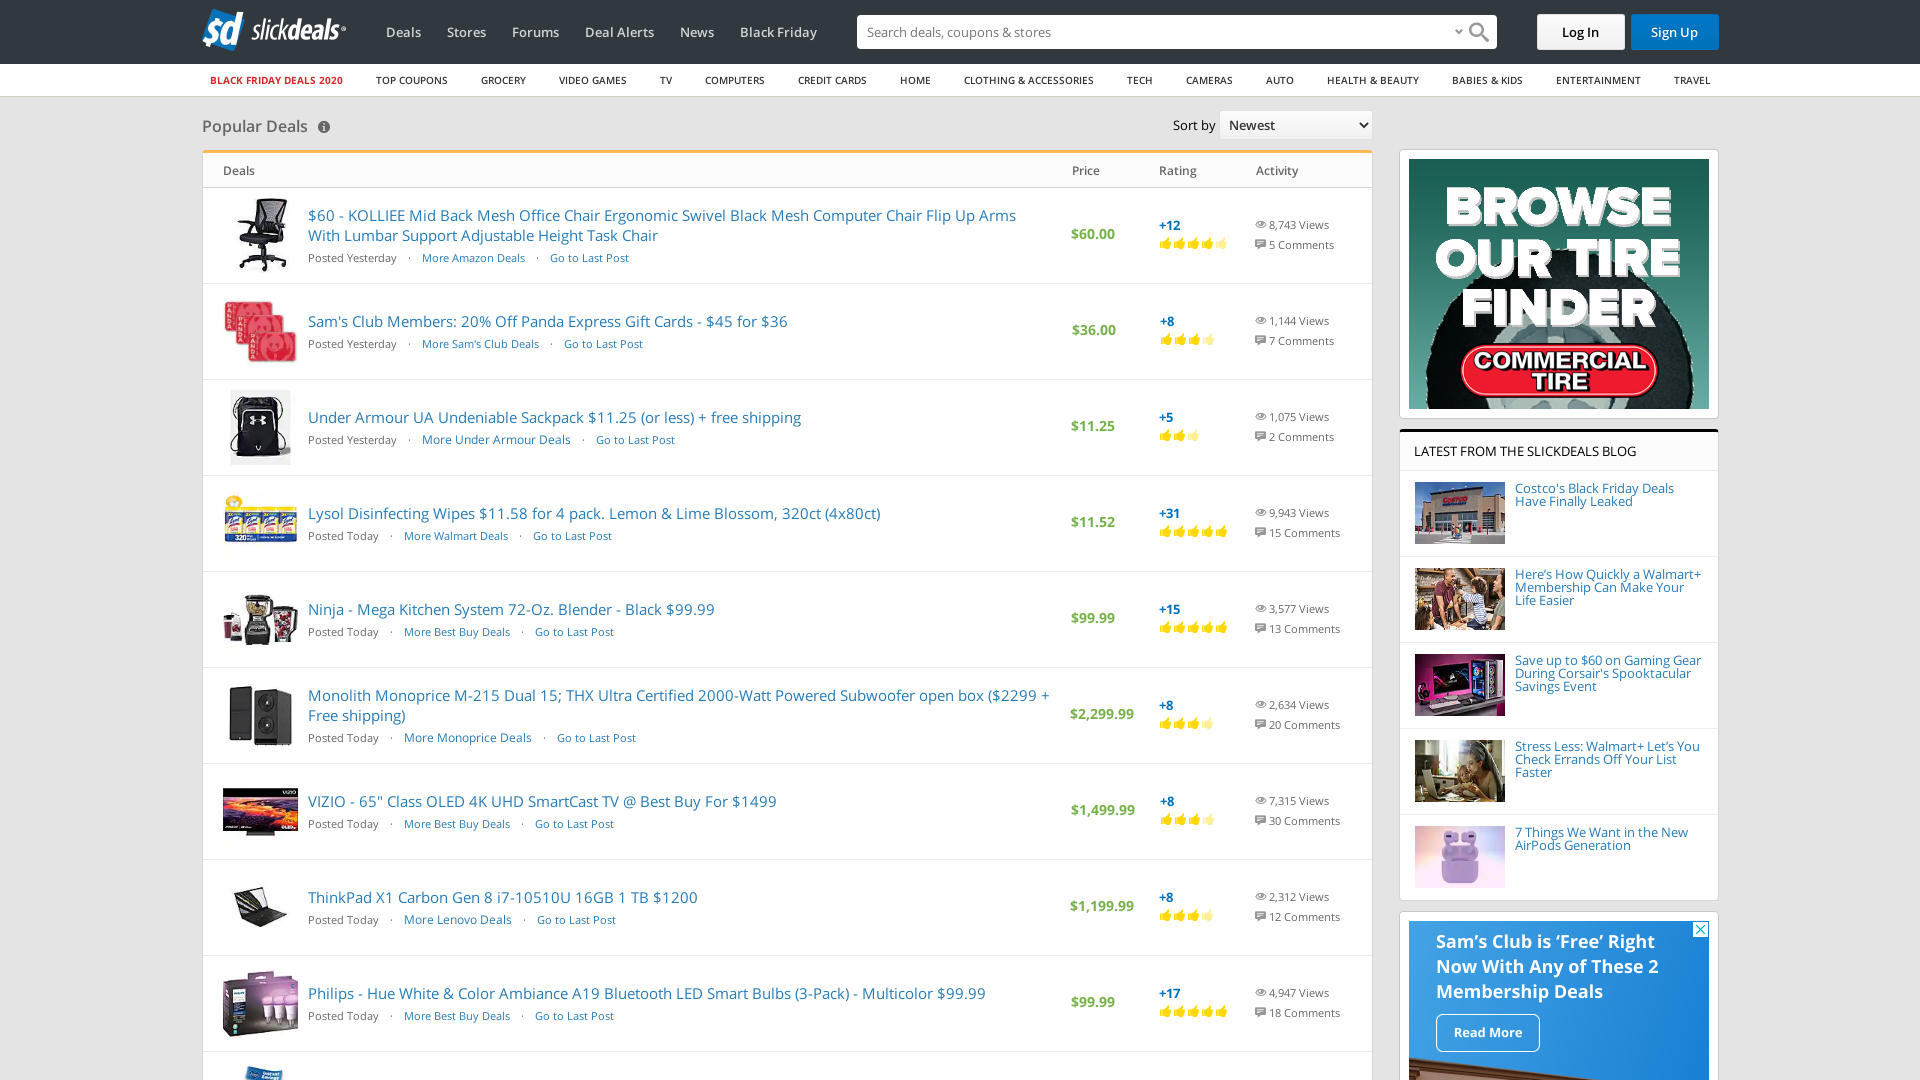 slickdeals
Deals
Stores
Forums
Deal Alerts
News
Black Friday
Search deals, coupons & shops
Log In
Sign Up
BLACK FRIDAY DEALS 2020
TOP COUPONS
GROCERY
VIDEO GAMES
TV
COMPUTERS
CREDIT CARDS
HOME
CLOTHING & ACCESSORIES
TECH
CAMERAS
AUTO
HEALTH & BEAUTY
BABIES & KIDS
ENTERTAINMENT
TRAVEL
Popular Deals
Sort by Newest
Deals Price Rating Activity
$60 - KOLLIEE Mid Back Mesh Office Chair Ergonomic Swivel Black Mesh Computer Chair Flip Up Arms
With Lumbar Support Adjustable Height Task Chair
Posted Yesterday · More Amazon Deals · Go to Last Post
$60.00
+12
8,743 Views
5 Comments
Sam's Club Members: 20% Off Panda Express Gift Cards - $45 for $36
Posted Yesterday · More Sam's Club Deals · Go to Last Post
$36.00
+8
1,144 Views
7 Comments
Under Armour UA Undeniable Sackpack $11.25 (or less) + free shipping
Posted Yesterday · More Under Armour Deals · Go to Last Post
$11.25
+5
1,075 Views
2 Comments
Lysol Disinfecting Wipes $11.58 for 4 pack. Lemon & Lime Blossom, 320ct (4x80ct)
Posted Today · More Walmart Deals · Go to Last Post
$11.52
+31
9,943 Views
15 Comments
Ninja - Mega Kitchen System 72-Oz. Blender - Black $99.99
Posted Today · More Best Buy Deals · Go to Last Post
$99.99
+15
3,577 Views
13 Comments
Monolith Monoprice M-215 Dual 15; THX Ultra Certified 2000-Watt Powered Subwoofer open box ($2299 +
Free shipping)
Posted Today · More Monoprice Deals · Go to Last Post
$2,299.99
+8
2,634 Views
20 Comments
VIZIO - 65" Class OLED 4K UHD SmartCast TV @ Best Buy For $1499
Posted Today · More Best Buy Deals · Go to Last Post
$1,499.99
+8
7,315 Views
30 Comments
ThinkPad X1 Carbon Gen 8 i7-10510U 16GB 1 TB $1200
Posted Today · More Lenovo Deals · Go to Last Post
$1,199.99
+8
2,312 Views
12 Comments
Philips - Hue White & Color Ambiance A19 Bluetooth LED Smart Bulbs (3-Pack) - Multicolor $99.99
Posted Today · More Best Buy Deals · Go to Last Post
$99.99
+17
4,947 Views
18 Comments
BROWSE
OUR TIRE
FINDER
COMMERCIAL
TIRE
LATEST FROM THE SLICKDEALS BLOG
Costco's Black Friday Deals
Have Finally Leaked
Here’s How Quickly a Walmart+
Membership Can Make Your
Life Easier
Save up to $60 on Gaming Gear
During Corsair's Spooktacular
Savings Event
Stress Less: Walmart+ Let’s You
Check Errands Off Your List
Faster
7 Things We Want in the New
AirPods Generation
Sam’s Club is ‘Free’ Right
Now With Any of These 2
Membership Deals
Read More